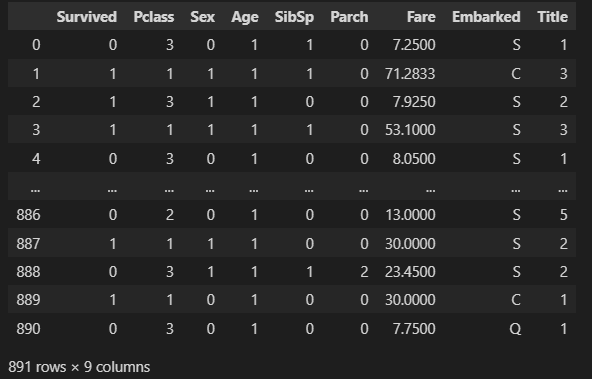 Survived Pclass Sex Age SibSp Parch Fare Embarked Title
0 0 3 0 1 1 0 7.2500 S 1
1 1 1 1 1 1 0 71.2833 C 3
2 1 3 1 1 0 0 7.9250 S 2
3 1 1 1 1 1 0 53.1000 S 3
4 0 3 0 1 0 0 8.0500 S 1
... ... ... ... ... ... ... ... ... ...
886 0 2 0 1 0 0 13.0000 S 5
887 1 1 1 1 0 0 30.0000 S 2
888 0 3 1 1 1 2 23.4500 S 2
889 1 1 0 1 0 0 30.0000 C 1
890 0 3 0 1 0 0 7.7500 Q 1
891 rows × 9 columns